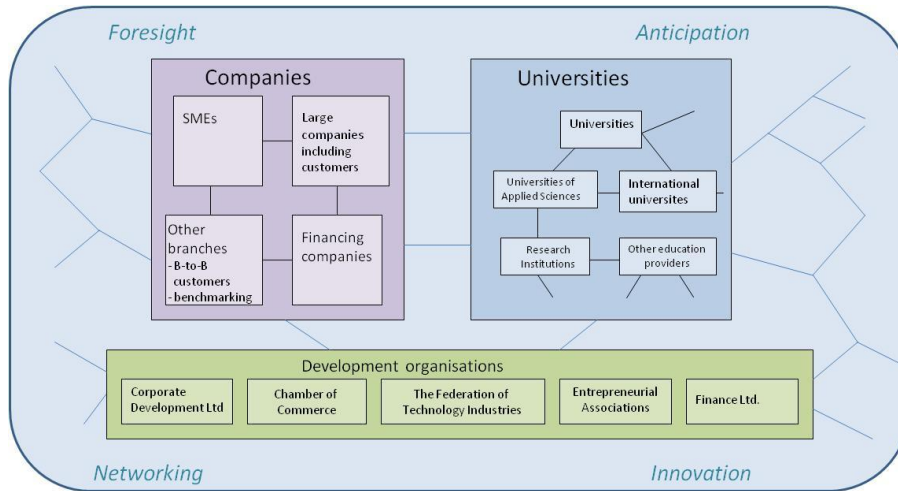 Foresight
Anticipation
Companies
SMEs
Large
companies
including
customers
Other
branches
- B-to-B
customers
- benchmarking
Financing
companies
Universities
Universities
Universities of
Applied Sciences
International
universites
Research
Institutions
Other education
providers
Development organisations
Corporate
Development Ltd
Chamber of
Commerce
The Federation of
Technology Industries
Entrepreneurial
Associations
Finance Ltd.
Networking
Innovation